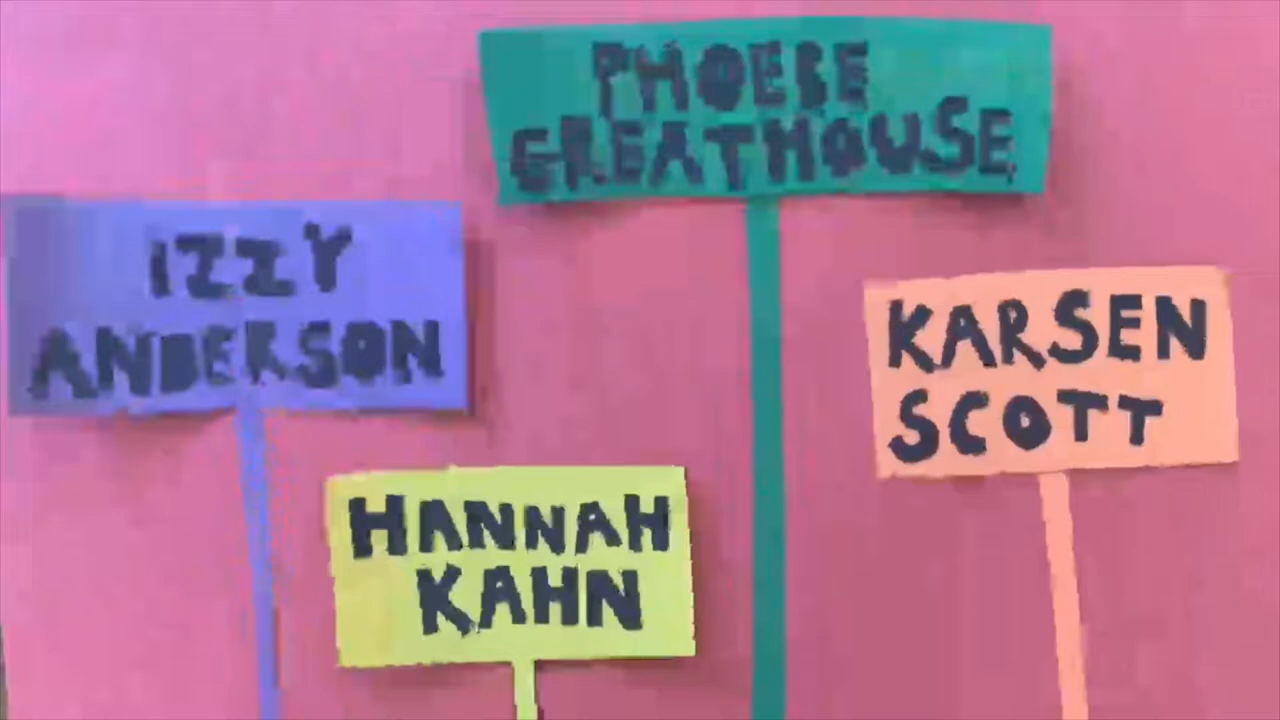 PHOEBE
GREATHOUSE
IZZY
ANDERSON
KARSEN
SCOTT
HANNAH
KAHN